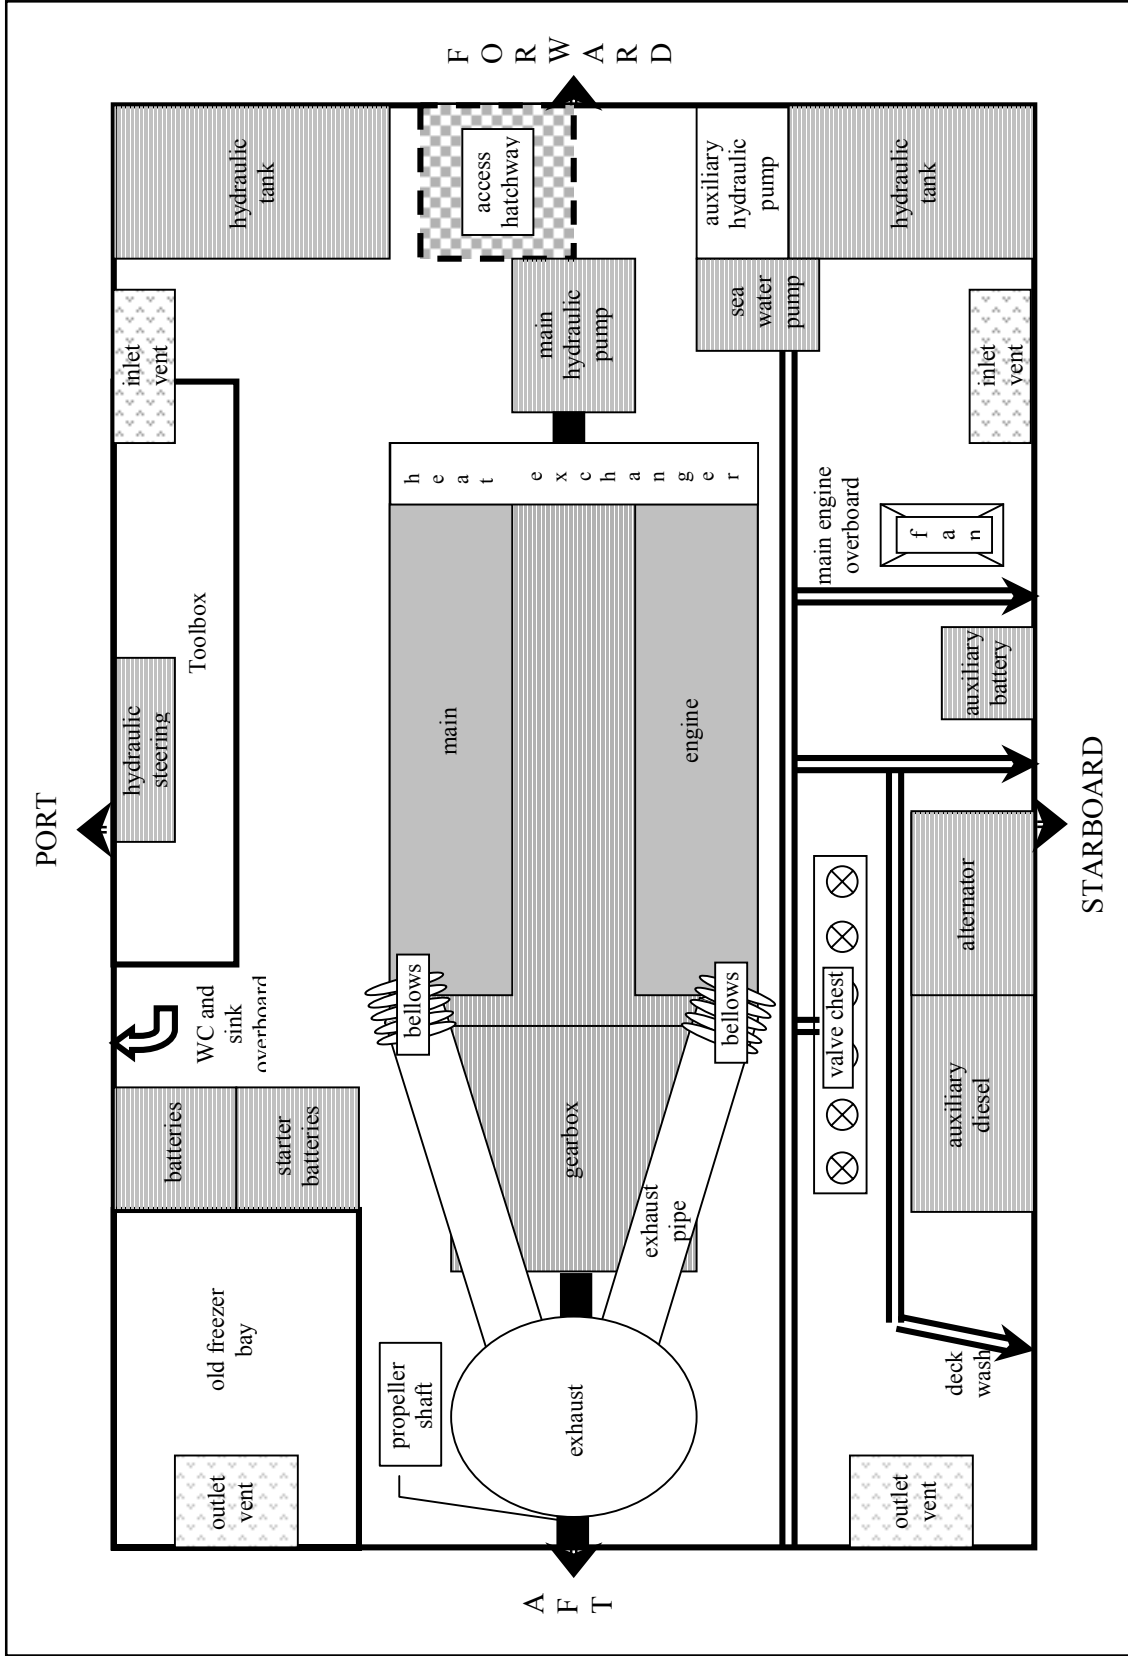 PORT
F
O
R
W
A
R
D
hydraulic
tank
inlet
vent
hydraulic
steering
Toolbox
WC and
sink
overboard
batteries
starter
batteries
old freezer
bay
outlet
vent
access
hatchway
main
hydraulic
pump
heat exchanger
main
engine
bellows
bellows
gearbox
exhaust
pipe
propeller
shaft
exhaust
A
F
T
auxiliary
hydraulic
pump
sea
water
pump
hydraulic
tank
inlet
vent
main engine
overboard
fan
auxiliary
battery
valve chest
alternator
auxiliary
diesel
deck
wash
outlet
vent
STARBOARD